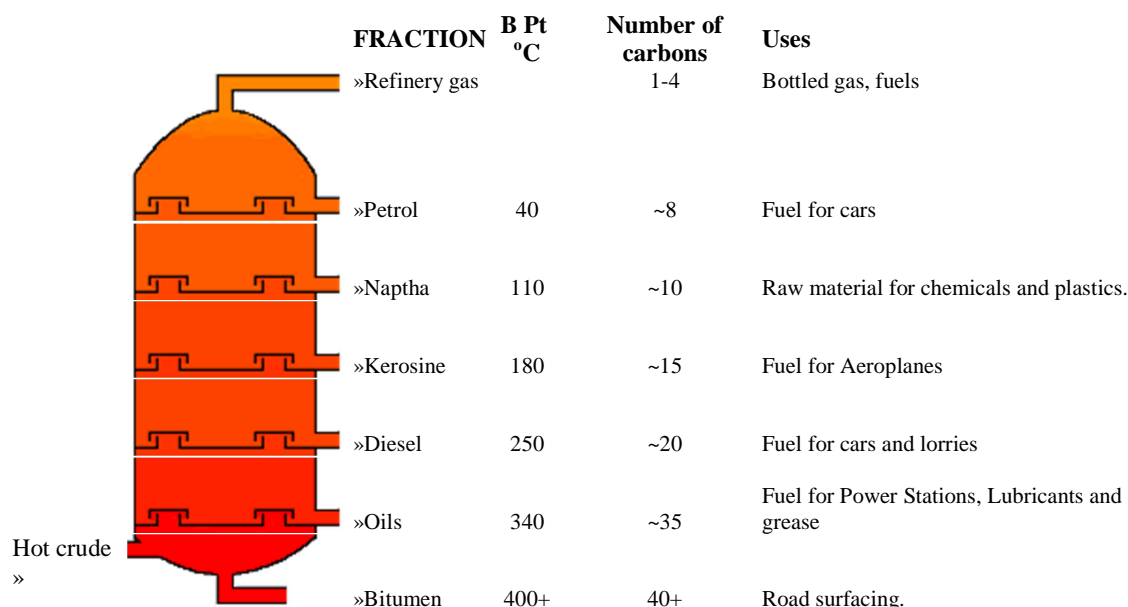 FRACTION B Pt °C Number of carbons Uses
»Refinery gas 1-4 Bottled gas, fuels
»Petrol 40 ~8 Fuel for cars
»Naptha 110 ~10 Raw material for chemicals and plastics.
»Kerosine 180 ~15 Fuel for Aeroplanes
»Diesel 250 ~20 Fuel for cars and lorries
»Oils 340 ~35 Fuel for Power Stations, Lubricants and
grease
Hot crude
»
»Bitumen 400+ 40+ Road surfacing.